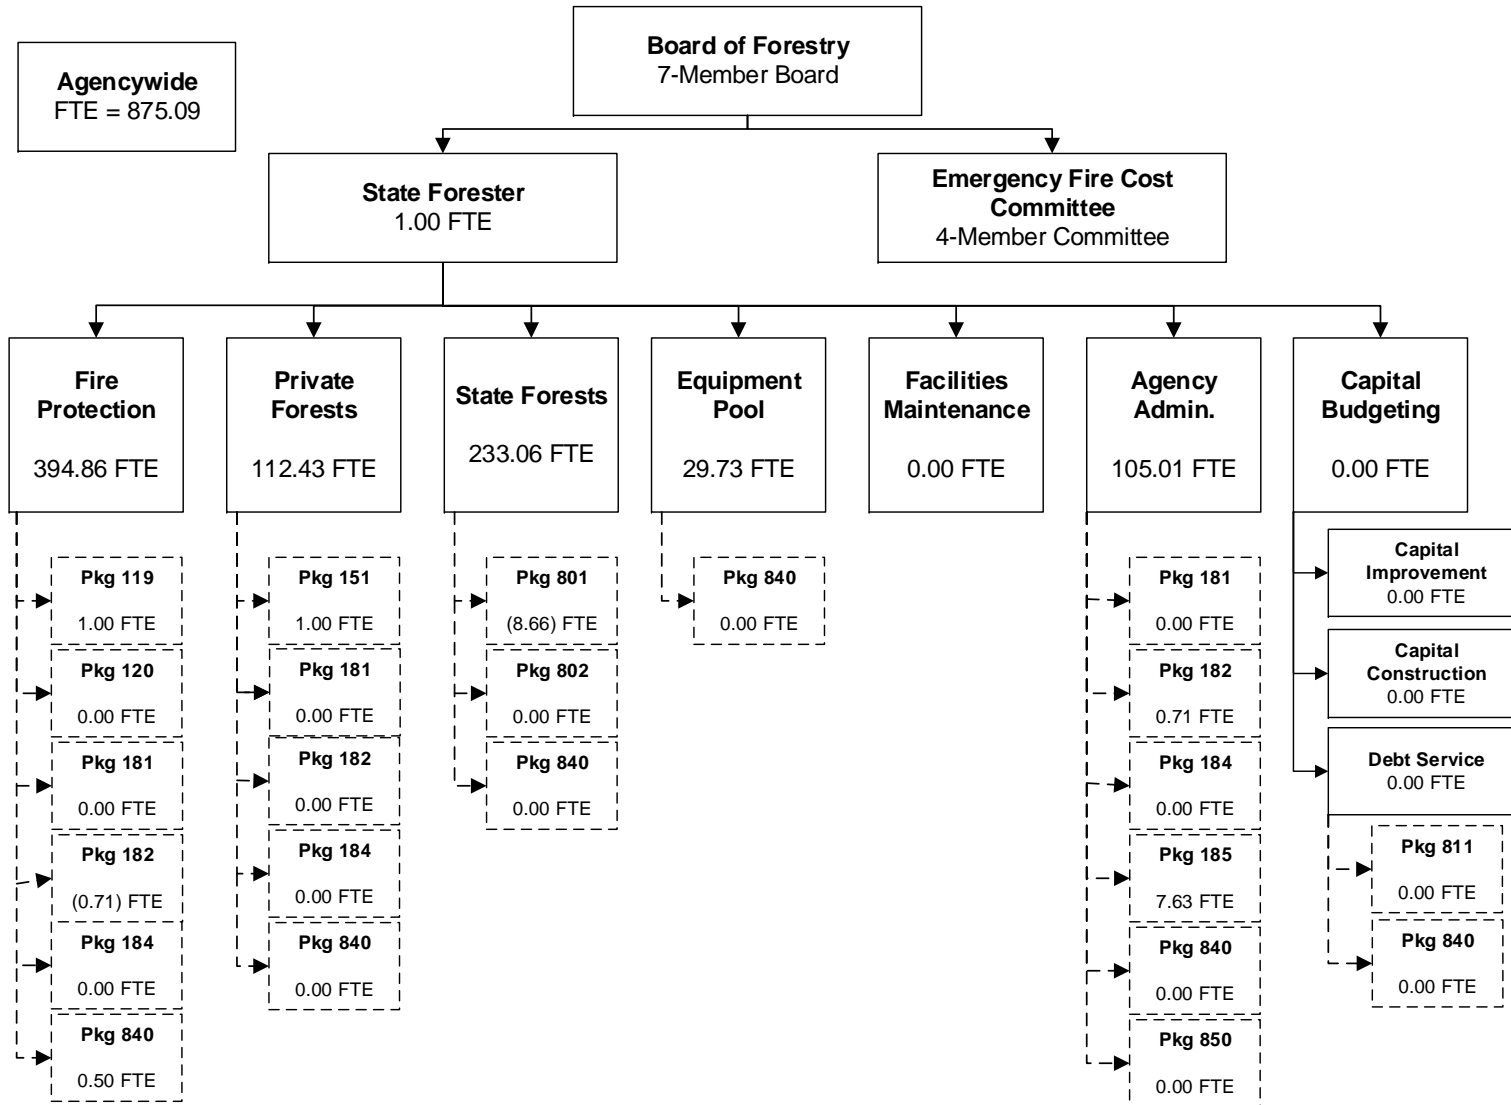 Board of Forestry
7-Member Board
Agencywide
FTE = 875.09
State Forester
1.00 FTE
Emergency Fire Cost
Committee
4-Member Committee
Fire
Protection
394.86 FTE
Private
Forests
112.43 FTE
State Forests
233.06 FTE
Equipment
Pool
29.73 FTE
Facilities
Maintenance
0.00 FTE
Agency
Admin.
105.01 FTE
Capital
Budgeting
0.00 FTE
Pkg 119
1.00 FTE
Pkg 120
0.00 FTE
Pkg 181
0.00 FTE
Pkg 182
(0.71) FTE
Pkg 184
0.00 FTE
Pkg 840
0.50 FTE
Pkg 151
1.00 FTE
Pkg 181
0.00 FTE
Pkg 182
0.00 FTE
Pkg 184
0.00 FTE
Pkg 840
0.00 FTE
Pkg 801
(8.66) FTE
Pkg 802
0.00 FTE
Pkg 840
0.00 FTE
Pkg 840
0.00 FTE
Pkg 181
0.00 FTE
Pkg 182
0.71 FTE
Pkg 184
0.00 FTE
Pkg 185
7.63 FTE
Pkg 840
0.00 FTE
Pkg 850
0.00 FTE
Capital
Improvement
0.00 FTE
Capital
Construction
0.00 FTE
Debt Service
0.00 FTE
Pkg 811
0.00 FTE
Pkg 840
0.00 FTE